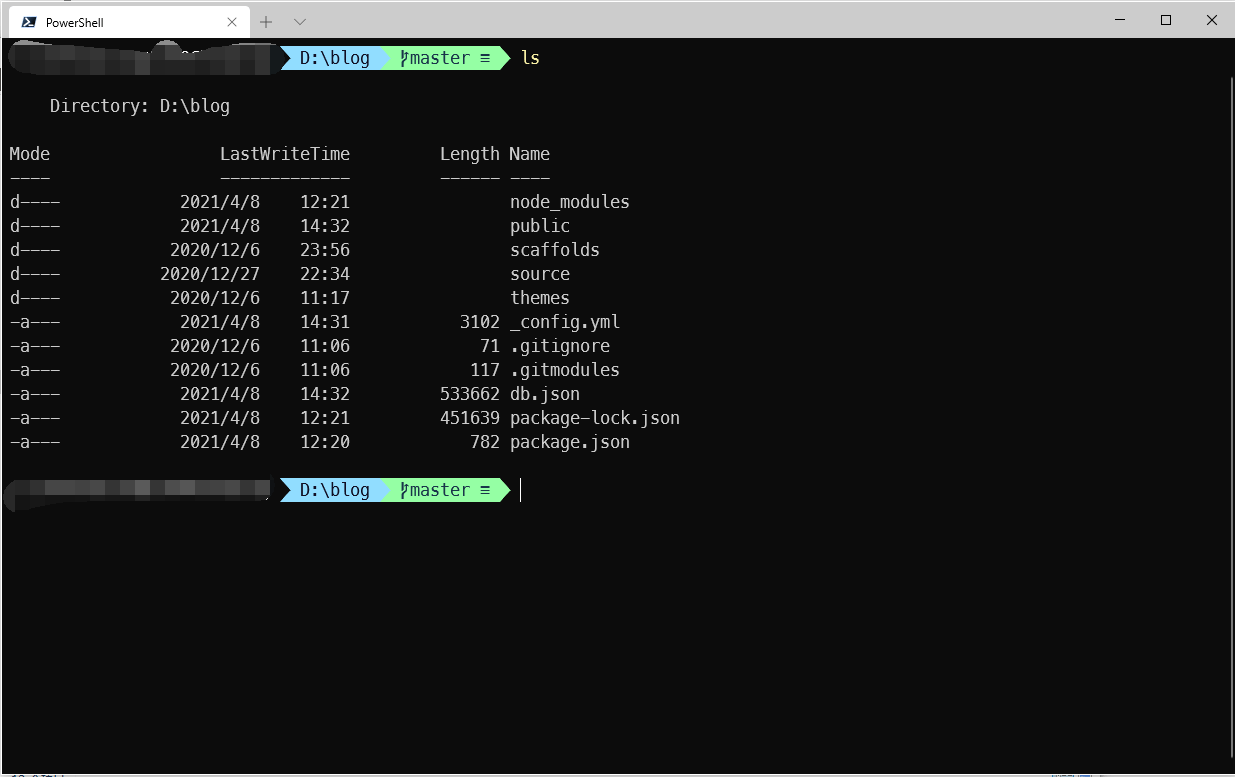 PowerShell
D:\blog master ≡ ls
Directory: D:\blog
Mode LastWriteTime Length Name
---- ------------- ------ ----
d---- 2021/4/8 12:21 node_modules
d---- 2021/4/8 14:32 public
d---- 2020/12/6 23:56 scaffolds
d---- 2020/12/27 22:34 source
d---- 2020/12/6 11:17 themes
-a--- 2021/4/8 14:31 3102 _config.yml
-a--- 2020/12/6 11:06 71 .gitignore
-a--- 2020/12/6 11:06 117 .gitmodules
-a--- 2021/4/8 14:32 533662 db.json
-a--- 2021/4/8 12:21 451639 package-lock.json
-a--- 2021/4/8 12:20 782 package.json
D:\blog master ≡